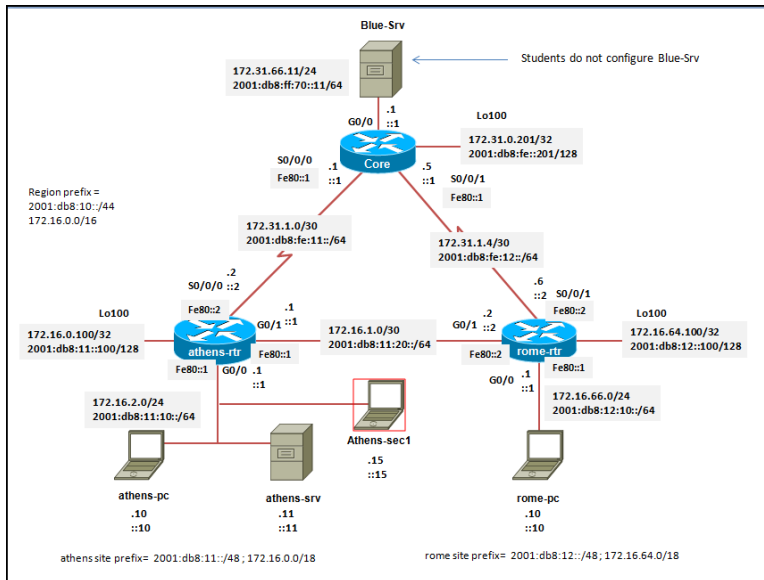 Blue-Srv
Students do not configure Blue-Srv
172.31.66.11/24
2001:db8:ff:70::11/64
.1
::1
G0/0
Lo100
172.31.0.201/32
2001:db8:fe::201/128
Core
S0/0/0
Fe80::1
.1
::1
.5
::1
S0/0/1
Fe80::1
Region prefix =
2001:db8:10::/44
172.16.0.0/16
172.31.1.0/30
2001:db8:fe:11::/64
172.31.1.4/30
2001:db8:fe:12::/64
.2
::2
S0/0/0
Fe80::2
.6
::2
S0/0/1
Fe80::2
Lo100
172.16.0.100/32
2001:db8:11::100/128
athens-rtr
G0/1
.1
::1
Fe80::1
172.16.1.0/30
2001:db8:11:20::/64
.2
::2
G0/1
Fe80::2
rome-rtr
Lo100
172.16.64.100/32
2001:db8:12::100/128
Fe80::1
G0/0
.1
::1
Fe80::1
G0/0
.1
::1
172.16.2.0/24
2001:db8:11:10::/64
172.16.66.0/24
2001:db8:12:10::/64
Athens-sec1
.15
::15
athens-pc
.10
::10
athens-srv
.11
::11
rome-pc
.10
::10
athens site prefix= 2001:db8:11::/48 ; 172.16.0.0/18
rome site prefix= 2001:db8:12::/48 ; 172.16.64.0/18